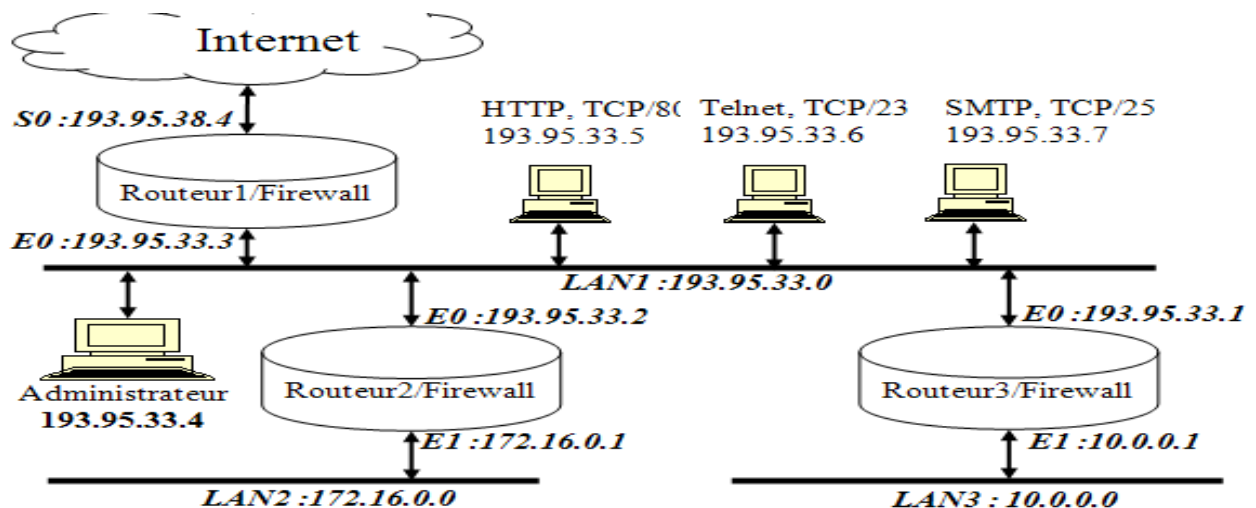 Internet
S0 :193.95.38.4
Routeur1/Firewall
E0 :193.95.33.3
HTTP, TCP/80
193.95.33.5
Telnet, TCP/23
193.95.33.6
SMTP, TCP/25
193.95.33.7
LAN1 :193.95.33.0
Administrateur
193.95.33.4
E0 :193.95.33.2
Routeur2/Firewall
E1 :172.16.0.1
LAN2 :172.16.0.0
E0 :193.95.33.1
Routeur3/Firewall
E1 :10.0.0.1
LAN3 : 10.0.0.0